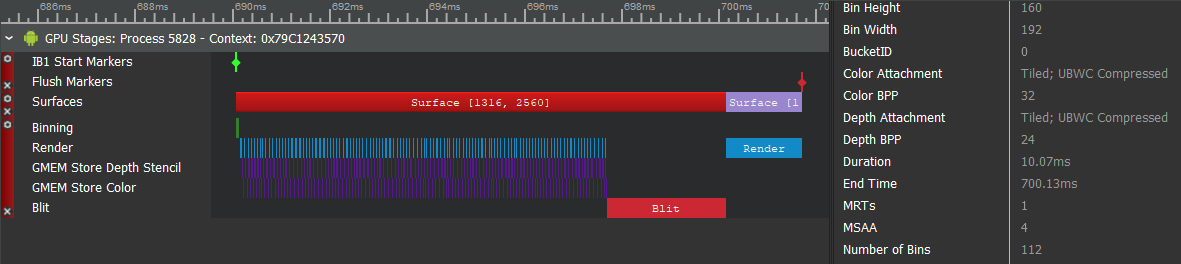 686ms 688ms 690ms 692ms 694ms 696ms 698ms 700ms 70
GPU Stages: Process 5828 - Context: 0x79C1243570
IB1 Start Markers
Flush Markers
Surfaces Surface [1316, 2560] Surface [1
Binning
Render Render
GMEM Store Depth Stencil
GMEM Store Color
Blit Blit
Bin Height 160
Bin Width 192
BucketID 0
Color Attachment Tiled; UBWC Compressed
Color BPP 32
Depth Attachment Tiled; UBWC Compressed
Depth BPP 24
Duration 10.07ms
End Time 700.13ms
MRTs 1
MSAA 4
Number of Bins 112